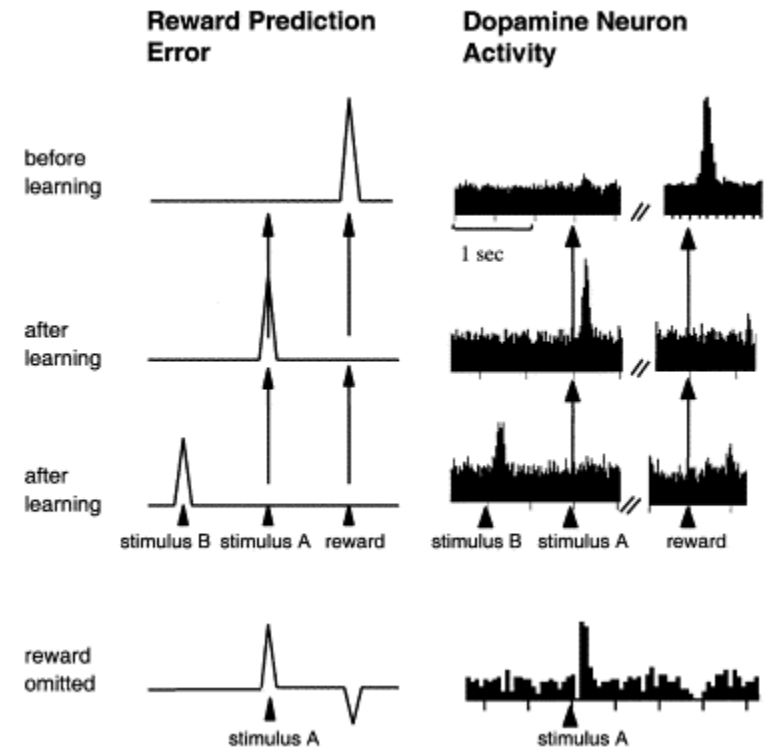 Reward Prediction
Error
Dopamine Neuron
Activity
before
learning
1 sec
after
learning
after
learning
stimulus B stimulus A reward
stimulus B stimulus A reward
reward
omitted
stimulus A
stimulus A